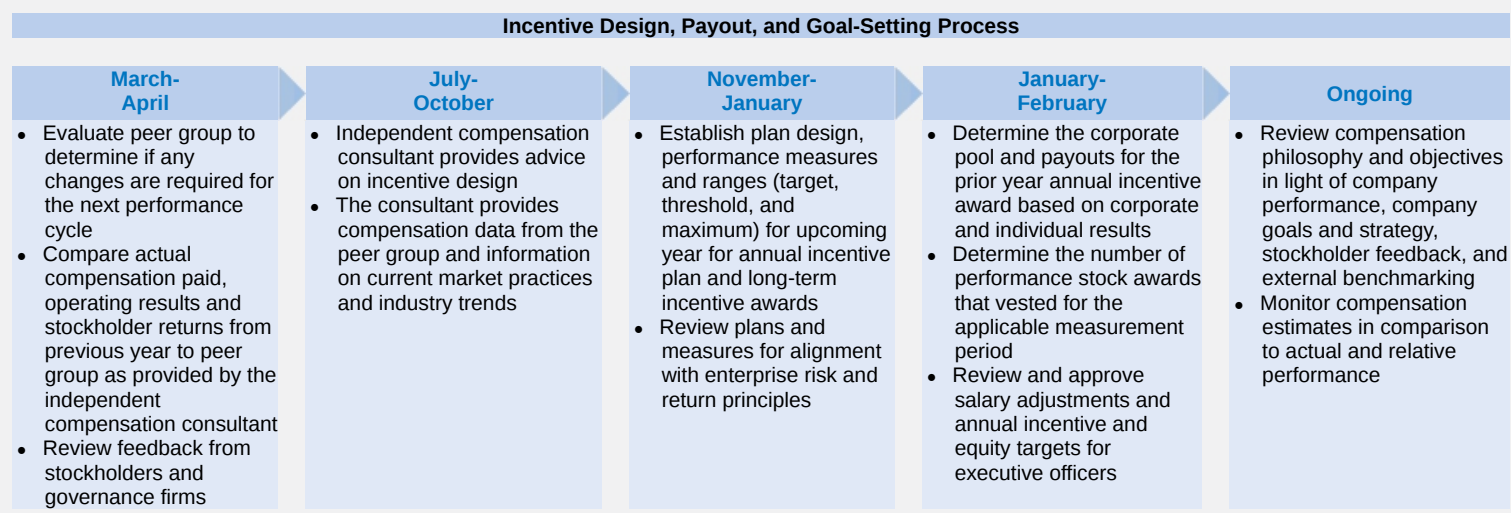 Incentive Design, Payout, and Goal-Setting Process
March-
April
• Evaluate peer group to
determine if any
changes are required for
the next performance
cycle
• Compare actual
compensation paid,
operating results and
stockholder returns from
previous year to peer
group as provided by the
independent
compensation consultant
• Review feedback from
stockholders and
governance firms
July-
October
• Independent compensation
consultant provides advice
on incentive design
• The consultant provides
compensation data from the
peer group and information
on current market practices
and industry trends
November-
January
• Establish plan design,
performance measures
and ranges (target,
threshold, and
maximum) for upcoming
year for annual incentive
plan and long-term
incentive awards
• Review plans and
measures for alignment
with enterprise risk and
return principles
January-
February
• Determine the corporate
pool and payouts for the
prior year annual incentive
award based on corporate
and individual results
• Determine the number of
performance stock awards
that vested for the
applicable measurement
period
• Review and approve
salary adjustments and
annual incentive and
equity targets for
executive officers
Ongoing
• Review compensation
philosophy and objectives
in light of company
performance, company
goals and strategy,
stockholder feedback, and
external benchmarking
• Monitor compensation
estimates in comparison
to actual and relative
performance